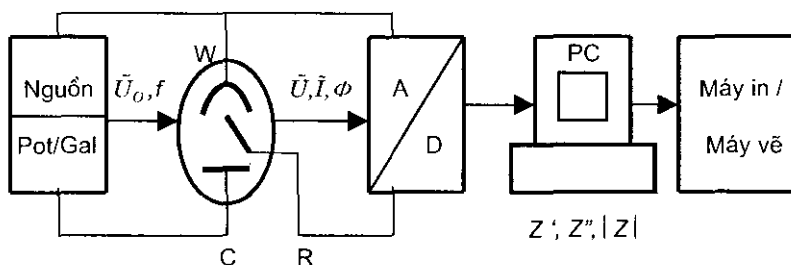 Nguồn
Pot/Gal
Ũ_O, f
W
Ũ, Ĩ, Φ
A
D
PC
Máy in /
Máy vẽ
C
R
Z ', Z", | Z |